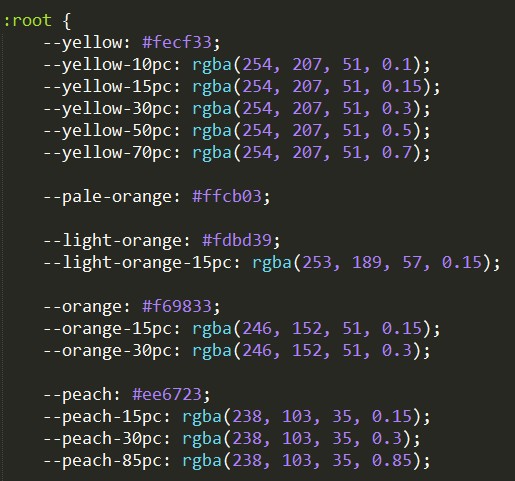 :root {
    --yellow: #fecf33;
    --yellow-10pc: rgba(254, 207, 51, 0.1);
    --yellow-15pc: rgba(254, 207, 51, 0.15);
    --yellow-30pc: rgba(254, 207, 51, 0.3);
    --yellow-50pc: rgba(254, 207, 51, 0.5);
    --yellow-70pc: rgba(254, 207, 51, 0.7);

    --pale-orange: #ffcb03;

    --light-orange: #fdbd39;
    --light-orange-15pc: rgba(253, 189, 57, 0.15);

    --orange: #f69833;
    --orange-15pc: rgba(246, 152, 51, 0.15);
    --orange-30pc: rgba(246, 152, 51, 0.3);

    --peach: #ee6723;
    --peach-15pc: rgba(238, 103, 35, 0.15);
    --peach-30pc: rgba(238, 103, 35, 0.3);
    --peach-85pc: rgba(238, 103, 35, 0.85);